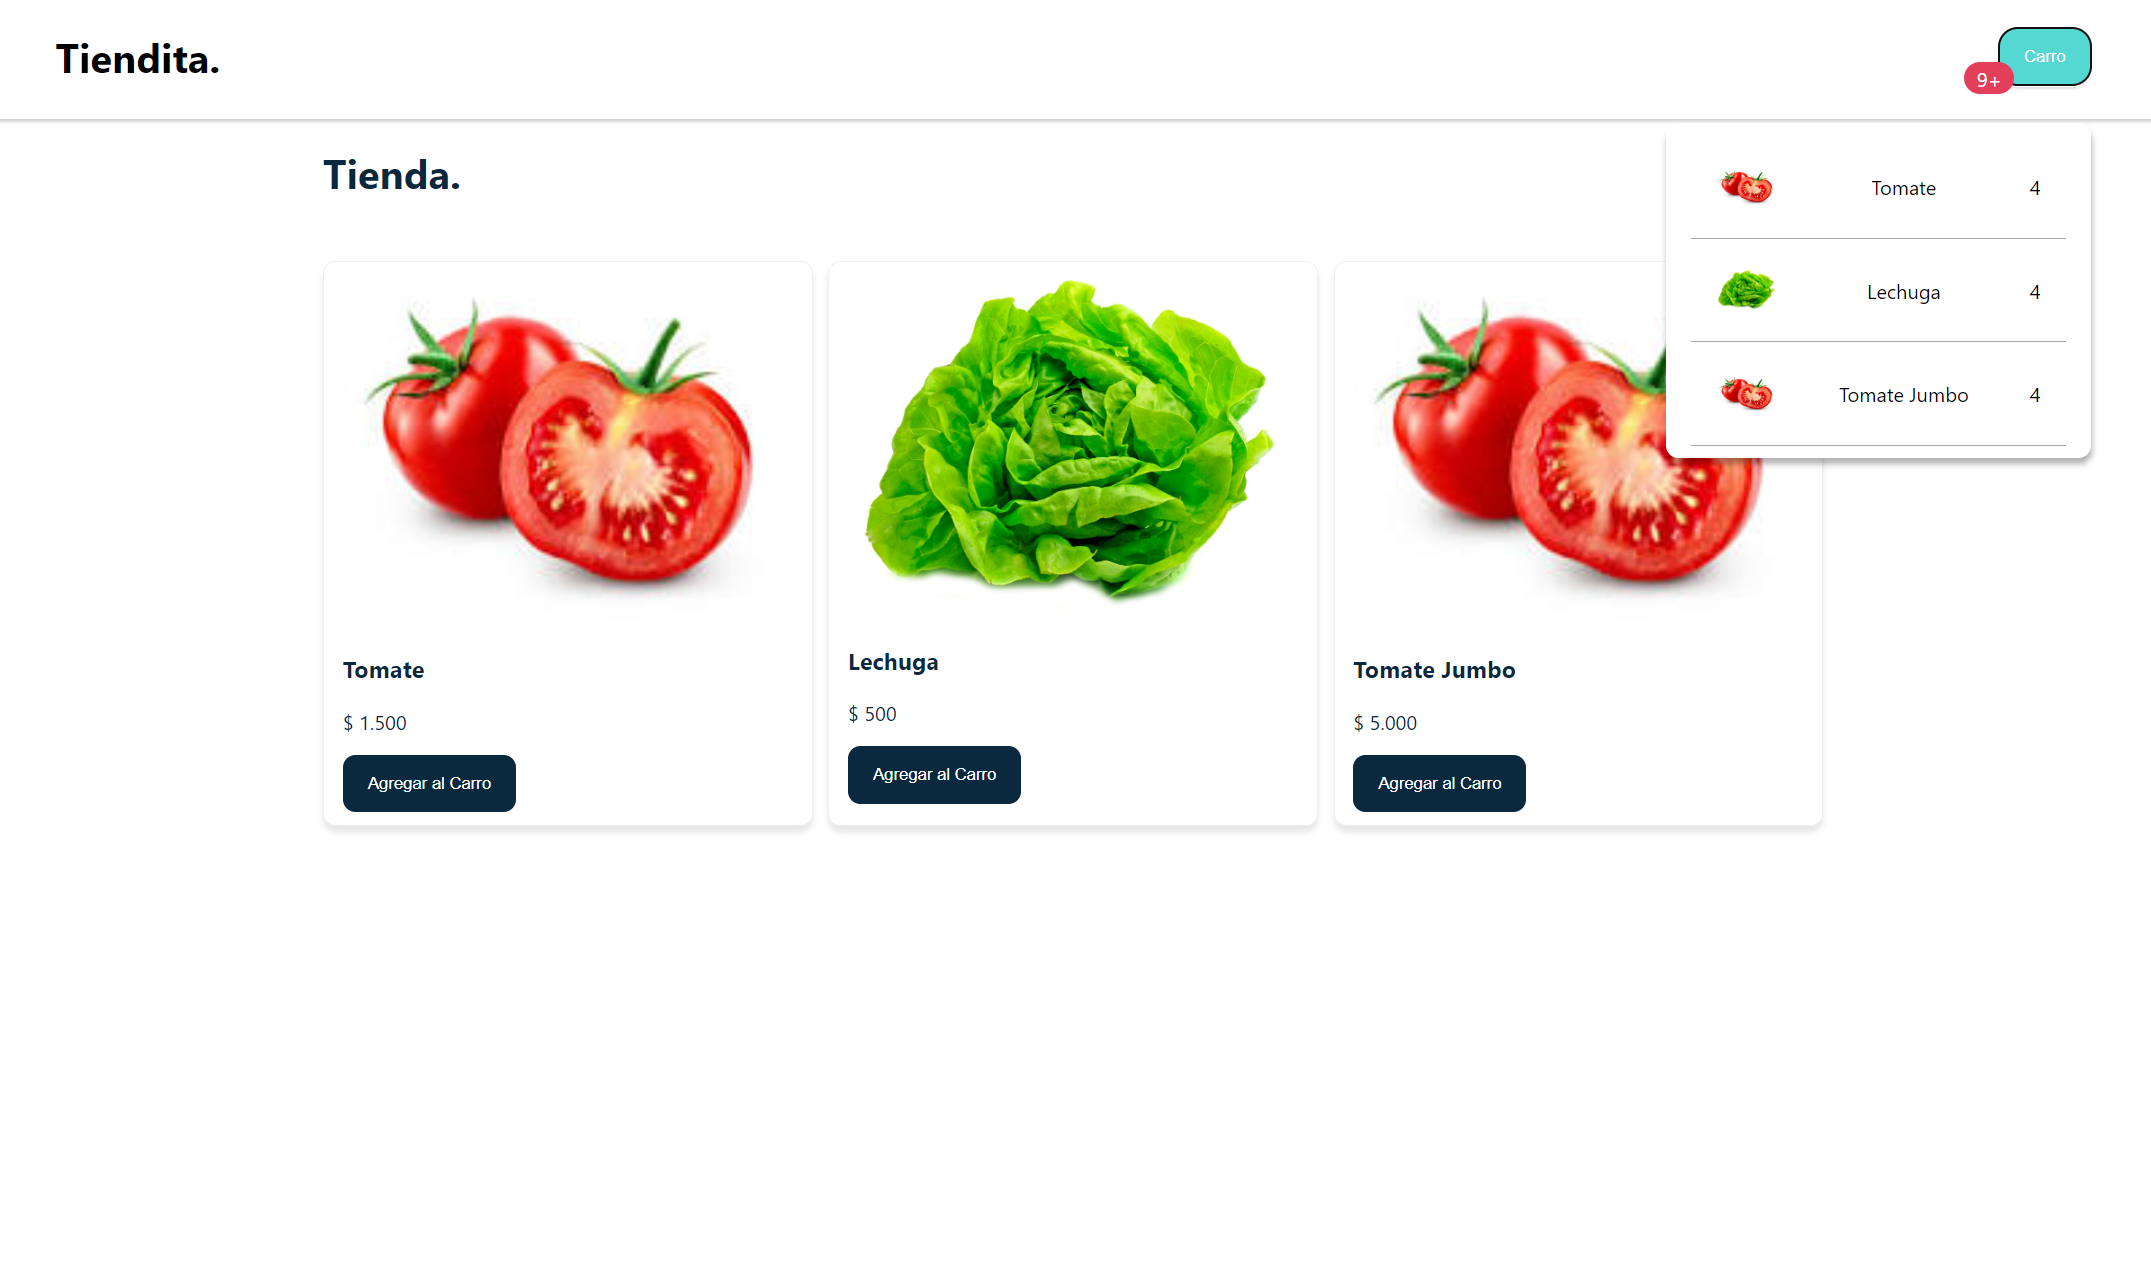 Tiendita.
Carro
9+
Tienda.
Tomate 4
Lechuga 4
Tomate Jumbo 4
Tomate
$ 1.500
Agregar al Carro
Lechuga
$ 500
Agregar al Carro
Tomate Jumbo
$ 5.000
Agregar al Carro